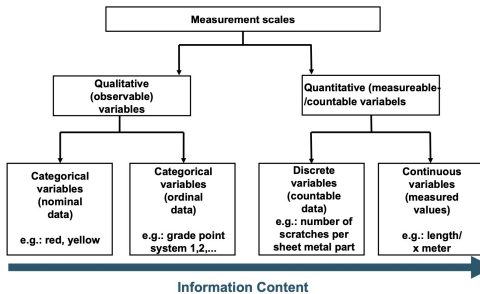 Measurement scales
Qualitative
(observable)
variables
Quantitative (measureable-
/countable variabels
Categorical
variables
(nominal
data)
e.g.: red, yellow
Categorical
variables
(ordinal
data)
e.g.: grade point
system 1,2,...
Discrete
variables
(countable
data)
e.g.: number of
scratches per
sheet metal part
Continuous
variables
(measured
values)
e.g.: length/
x meter
Information Content